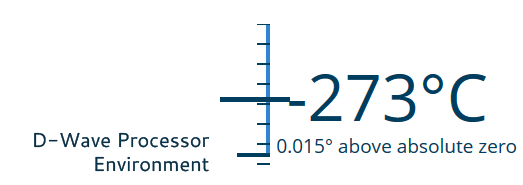 -273°C
D-Wave Processor
Environment
0.015° above absolute zero